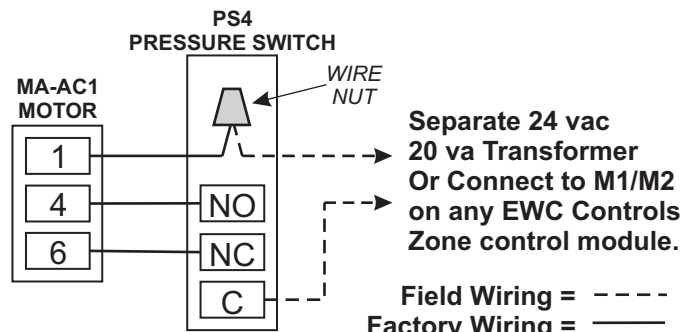 PS4
PRESSURE SWITCH
WIRE
NUT
MA-AC1
MOTOR
1
4
6
NO
NC
C
Separate 24 vac
20 va Transformer
Or Connect to M1/M2
on any EWC Controls
Zone control module.
Field Wiring =
Factory Wiring =